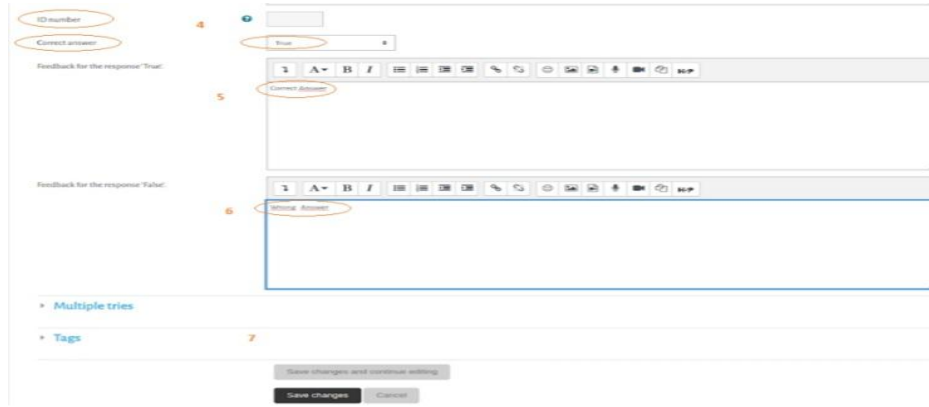 ID number
4
Correct answer
True
Feedback for the response 'True'.
A B I H-P
5
Correct Answer
Feedback for the response 'False'.
A B I H-P
6
Wrong Answer
Multiple tries
Tags
7
Save changes and continue editing
Save changes Cancel